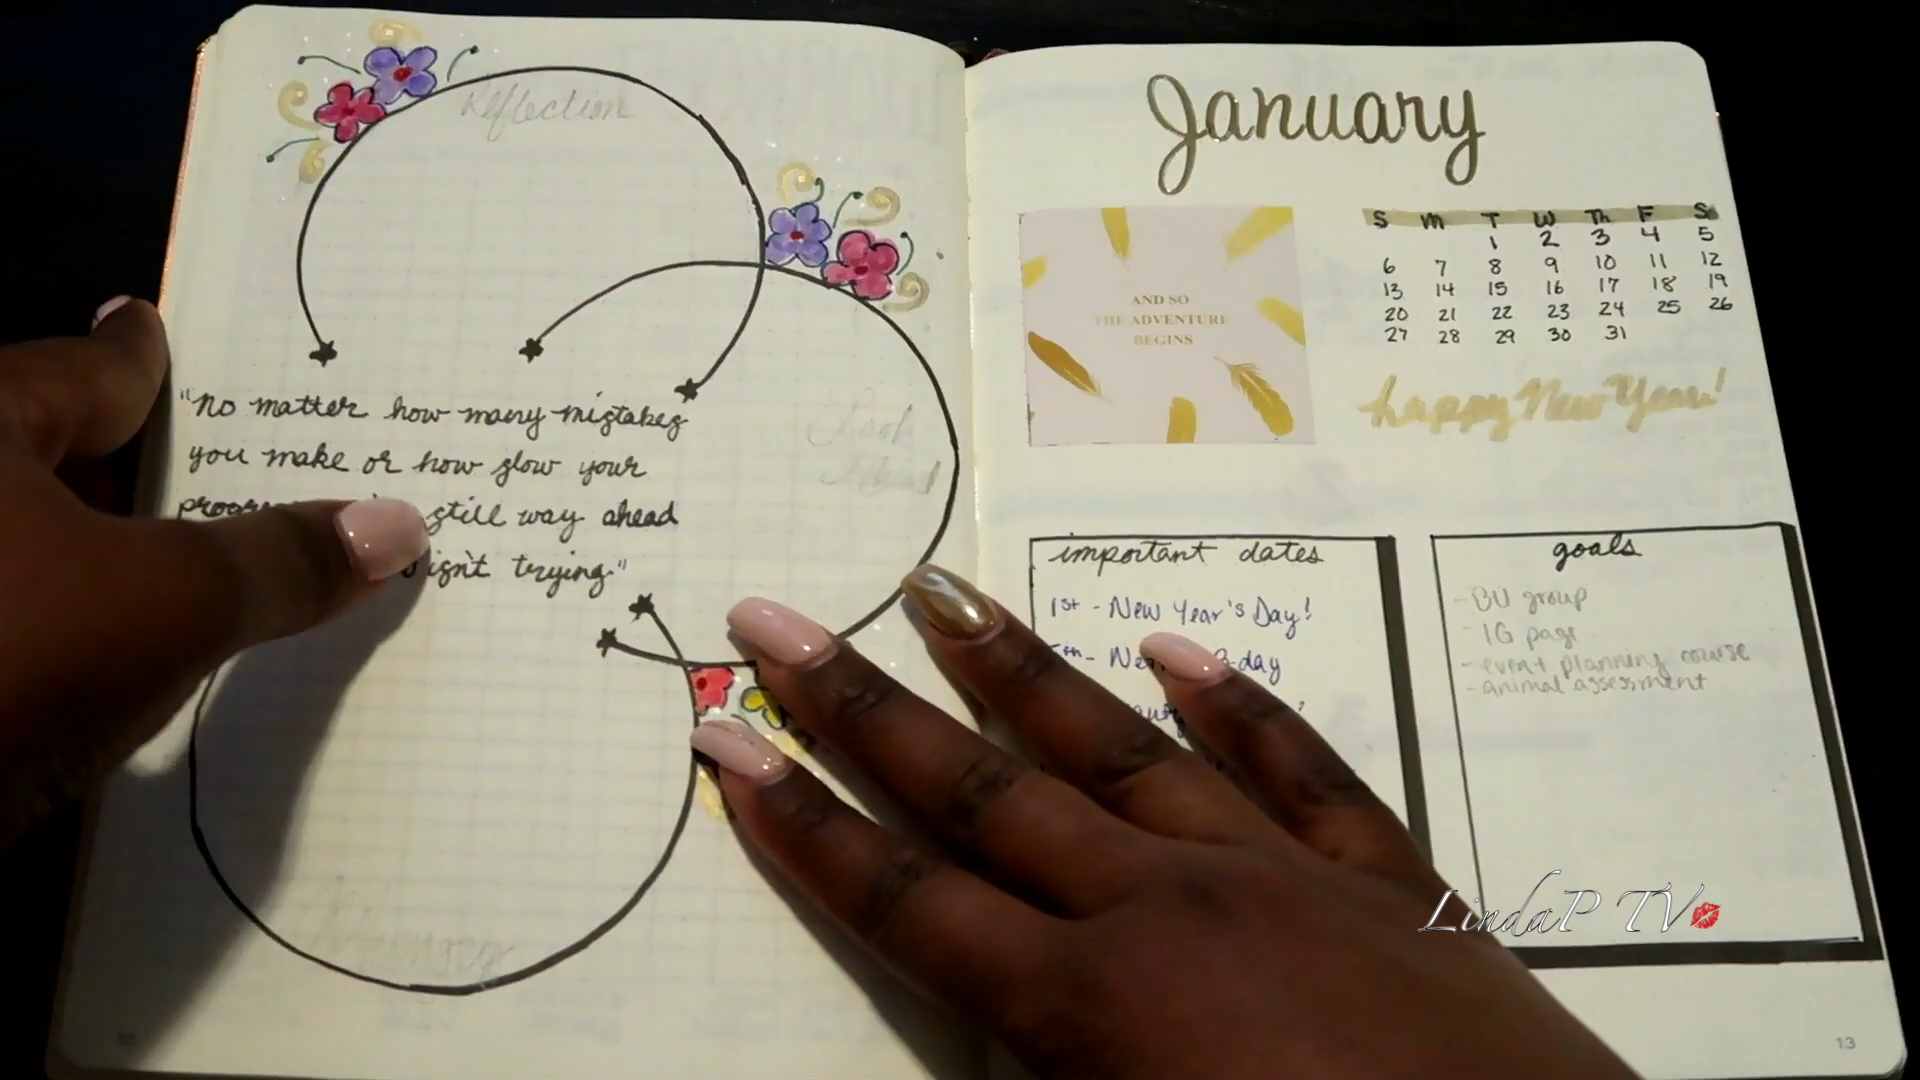 Reflection
"No matter how many mistakes
you make or how slow your
still way ahead
isn't trying"
Look
Ahead
January
S M T W Th F S
1 2 3 4 5
6 7 8 9 10 11 12
13 14 15 16 17 18 19
20 21 22 23 24 25 26
27 28 29 30 31
AND SO
THE ADVENTURE
BEGINS
happy New Year!
important dates
1st - New Year's Day!
B-day
goals
- BU group
- IG page
- event planning course
- animal assessment
LindaP TV
13